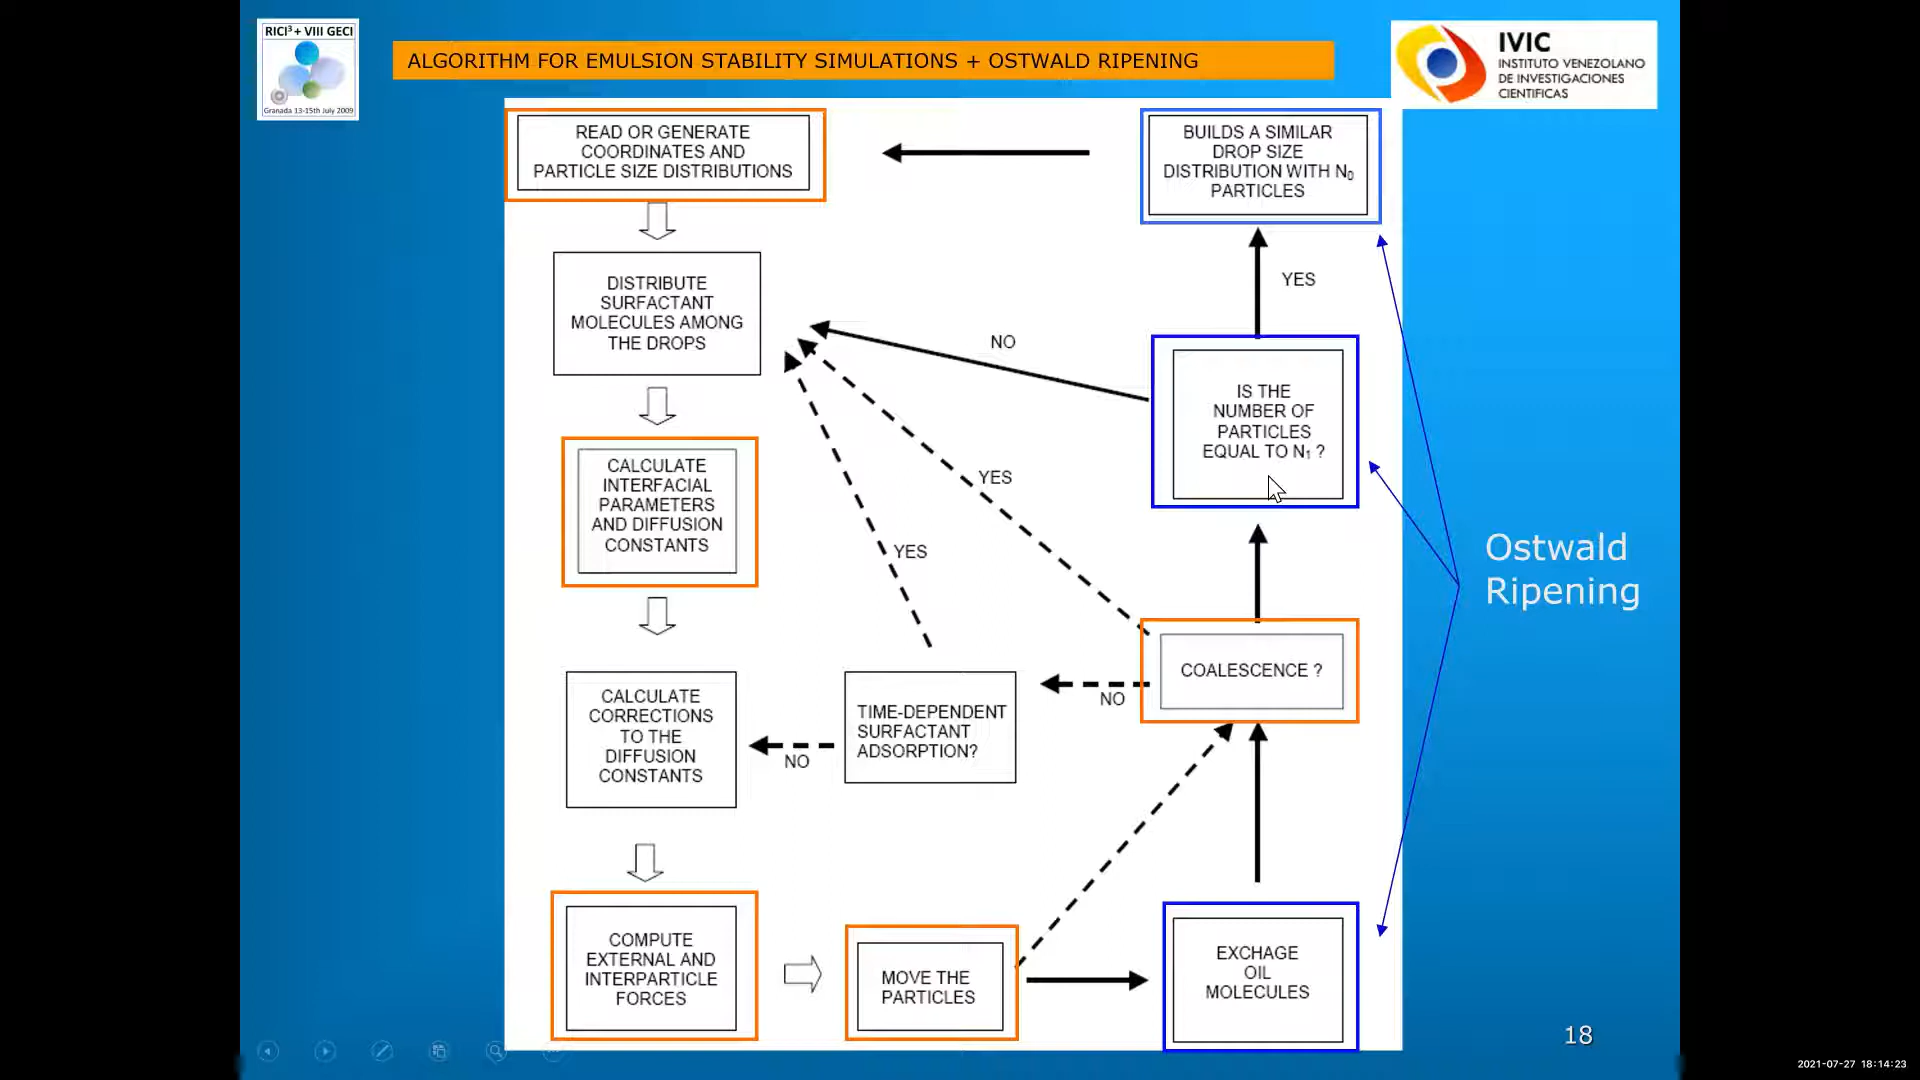 RICI³ + VIII GECI
Granada 13-15th July 2009
ALGORITHM FOR EMULSION STABILITY SIMULATIONS + OSTWALD RIPENING
IVIC
INSTITUTO VENEZOLANO
DE INVESTIGACIONES
CIENTIFICAS
READ OR GENERATE
COORDINATES AND
PARTICLE SIZE DISTRIBUTIONS
BUILDS A SIMILAR
DROP SIZE
DISTRIBUTION WITH N₀
PARTICLES
YES
DISTRIBUTE
SURFACTANT
MOLECULES AMONG
THE DROPS
NO
IS THE
NUMBER OF
PARTICLES
EQUAL TO N₁ ?
CALCULATE
INTERFACIAL
PARAMETERS
AND DIFFUSION
CONSTANTS
YES
YES
Ostwald
Ripening
COALESCENCE ?
NO
CALCULATE
CORRECTIONS
TO THE
DIFFUSION
CONSTANTS
NO
TIME-DEPENDENT
SURFACTANT
ADSORPTION?
COMPUTE
EXTERNAL AND
INTERPARTICLE
FORCES
MOVE THE
PARTICLES
EXCHAGE
OIL
MOLECULES
18
2021-07-27 18:14:23